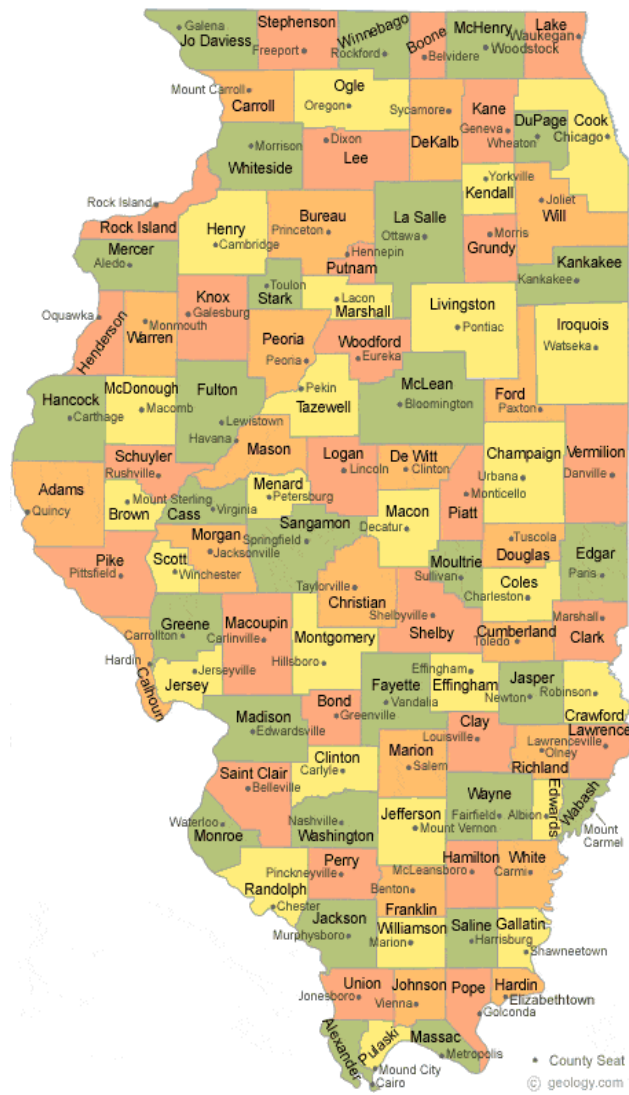 Galena
Jo Daviess
Stephenson
Freeport
Winnebago
Rockford
Boone
Belvidere
McHenry
Woodstock
Lake
Waukegan
Mount Carroll
Carroll
Ogle
Oregon
Sycamore
DeKalb
Kane
Geneva
DuPage
Wheaton
Cook
Chicago
Morrison
Whiteside
Dixon
Lee
Yorkville
Kendall
Joliet
Will
Rock Island
Rock Island
Henry
Cambridge
Bureau
Princeton
La Salle
Ottawa
Morris
Grundy
Mercer
Aledo
Hennepin
Putnam
Kankakee
Kankakee
Toulon
Stark
Lacon
Marshall
Livingston
Pontiac
Iroquois
Watseka
Oquawka
Henderson
Monmouth
Warren
Knox
Galesburg
Peoria
Peoria
Woodford
Eureka
Hancock
Carthage
McDonough
Macomb
Fulton
Lewistown
Pekin
Tazewell
McLean
Bloomington
Ford
Paxton
Havana
Mason
Schuyler
Rushville
Logan
Lincoln
De Witt
Clinton
Champaign
Urbana
Vermilion
Danville
Adams
Quincy
Mount Sterling
Brown
Cass
Virginia
Menard
Petersburg
Macon
Decatur
Monticello
Piatt
Sangamon
Springfield
Morgan
Jacksonville
Tuscola
Douglas
Edgar
Paris
Pike
Pittsfield
Scott
Winchester
Taylorville
Christian
Moultrie
Sullivan
Coles
Charleston
Greene
Carrollton
Macoupin
Carlinville
Montgomery
Hillsboro
Shelbyville
Shelby
Cumberland
Toledo
Marshall
Clark
Hardin
Calhoun
Jerseyville
Jersey
Fayette
Vandalia
Effingham
Effingham
Jasper
Newton
Robinson
Crawford
Madison
Edwardsville
Bond
Greenville
Clay
Louisville
Lawrence
Lawrenceville
Olney
Richland
Clinton
Carlyle
Marion
Salem
Saint Clair
Belleville
Wayne
Fairfield
Albion
Edwards
Wabash
Mount
Carmel
Waterloo
Monroe
Nashville
Washington
Jefferson
Mount Vernon
Perry
Pinckneyville
McLeansboro
Hamilton
White
Carmi
Randolph
Chester
Benton
Franklin
Jackson
Murphysboro
Williamson
Marion
Saline
Harrisburg
Gallatin
Shawneetown
Union
Jonesboro
Johnson
Vienna
Pope
Golconda
Hardin
Elizabethtown
Alexander
Pulaski
Mound City
Cairo
Massac
Metropolis
County Seat
© geology.com